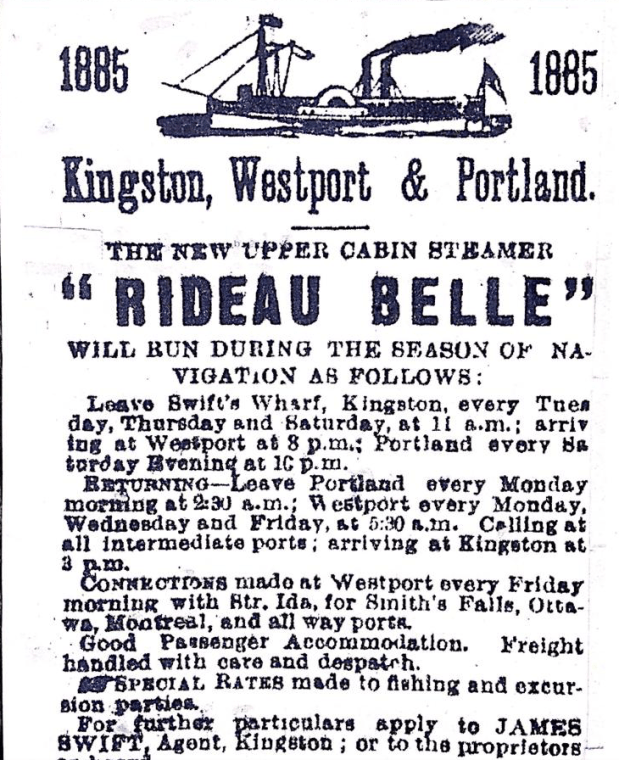 1885 1885
Kingston, Westport & Portland.
THE NEW UPPER CABIN STEAMER
"RIDEAU BELLE"
WILL RUN DURING THE SEASON OF NA-
VIGATION AS FOLLOWS:
Leave Swift's Wharf, Kingston, every Tues
day, Thursday and Saturday, at 11 a.m.; arriv
ing at Westport at 8 p.m.; Portland every Sa
turday Evening at 10 p.m.
RETURNING—Leave Portland every Monday
morning at 2:30 a.m.; Westport every Monday,
Wednesday and Friday, at 5:30 a.m. Calling at
all intermediate ports; arriving at Kingston at
3 p.m.
CONNECTIONS made at Westport every Friday
morning with Str. Ida, for Smith's Falls, Otta-
wa, Montreal, and all way ports.
Good Passenger Accommodation. Freight
handled with care and despatch.
SPECIAL RATES made to fishing and excur-
sion parties.
For further particulars apply to JAMES
SWIFT, Agent, Kingston; or to the proprietors